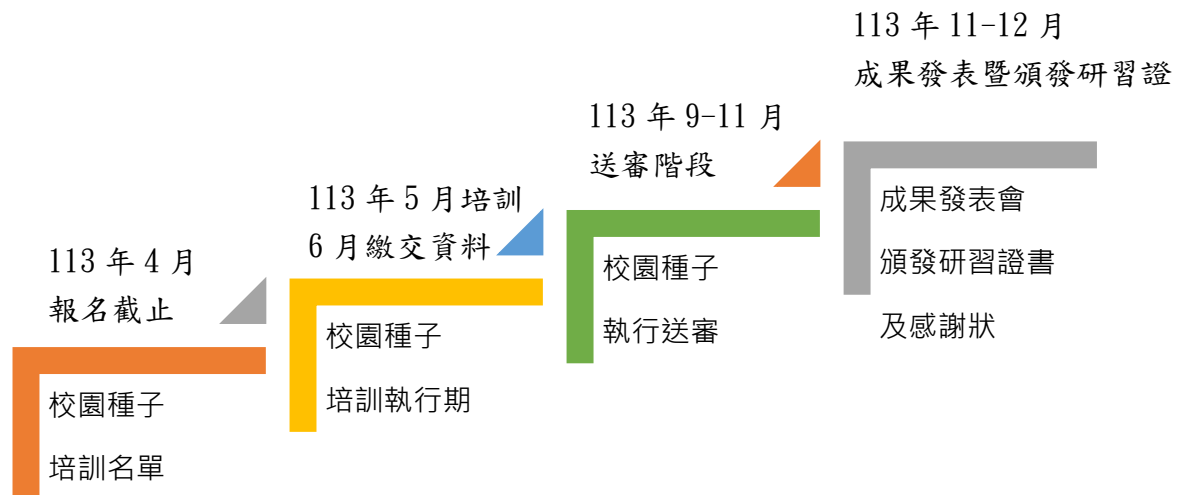 113 年 4 月
報名截止
校園種子
培訓名單
113 年 5 月培訓
6 月繳交資料
校園種子
培訓執行期
113 年 9-11 月
送審階段
校園種子
執行送審
113 年 11-12 月
成果發表暨頒發研習證
成果發表會
頒發研習證書
及感謝狀